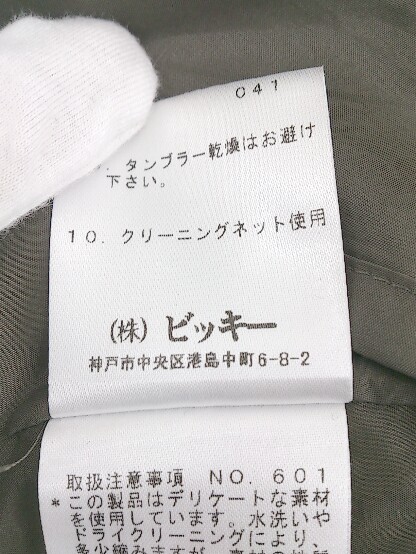 041
. タンブラー乾燥はお避け
下さい。
10. クリーニングネット使用
(株) ビッキー
神戸市中央区港島中町6-8-2
取扱注意事項 NO.601
*この製品はデリケートな素材
を使用しています。水洗いや
ドライクリーニングにより、